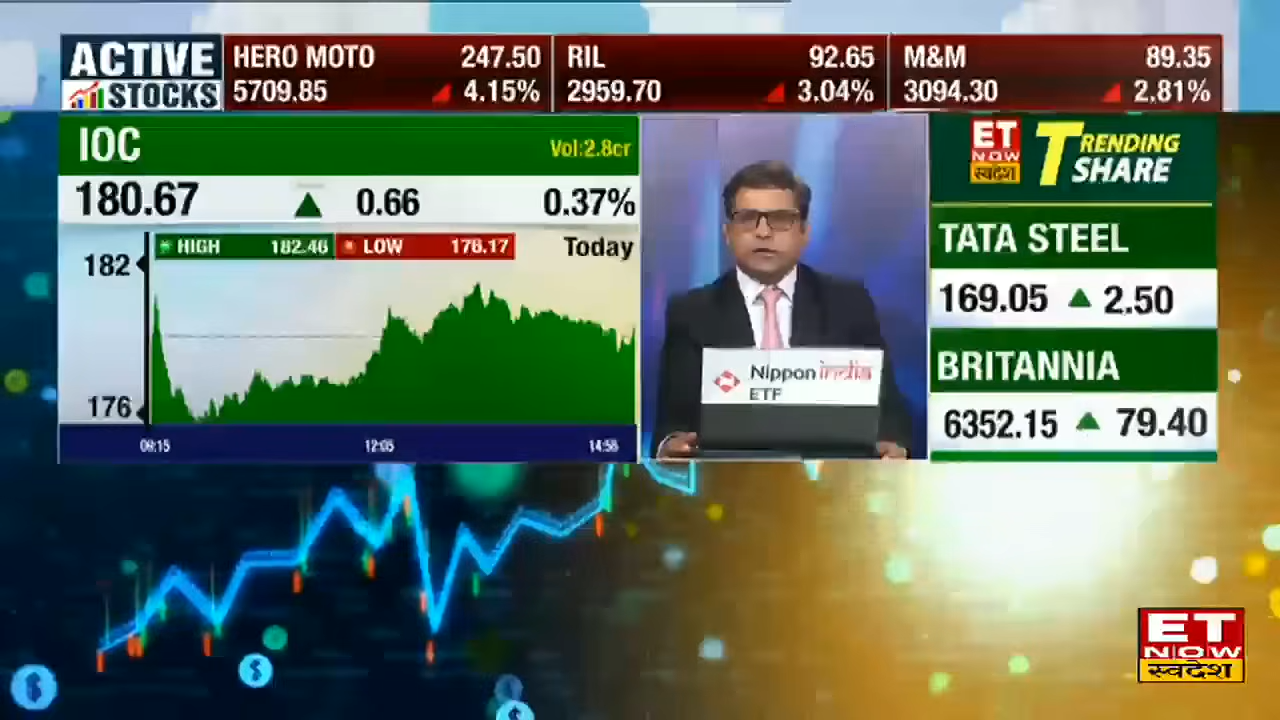 ACTIVE
STOCKS
HERO MOTO 247.50
5709.85 4.15%
RIL 92.65
2959.70 3.04%
M&M 89.35
3094.30 2.81%
IOC Vol:2.8cr
180.67 0.66 0.37%
HIGH 182.46 LOW 176.17 Today
182
176
09:15 12:05 14:56
Nippon india
ETF
ET
NOW
स्वदेश
TRENDING
SHARE
TATA STEEL
169.05 2.50
BRITANNIA
6352.15 79.40
ET
NOW
स्वदेश